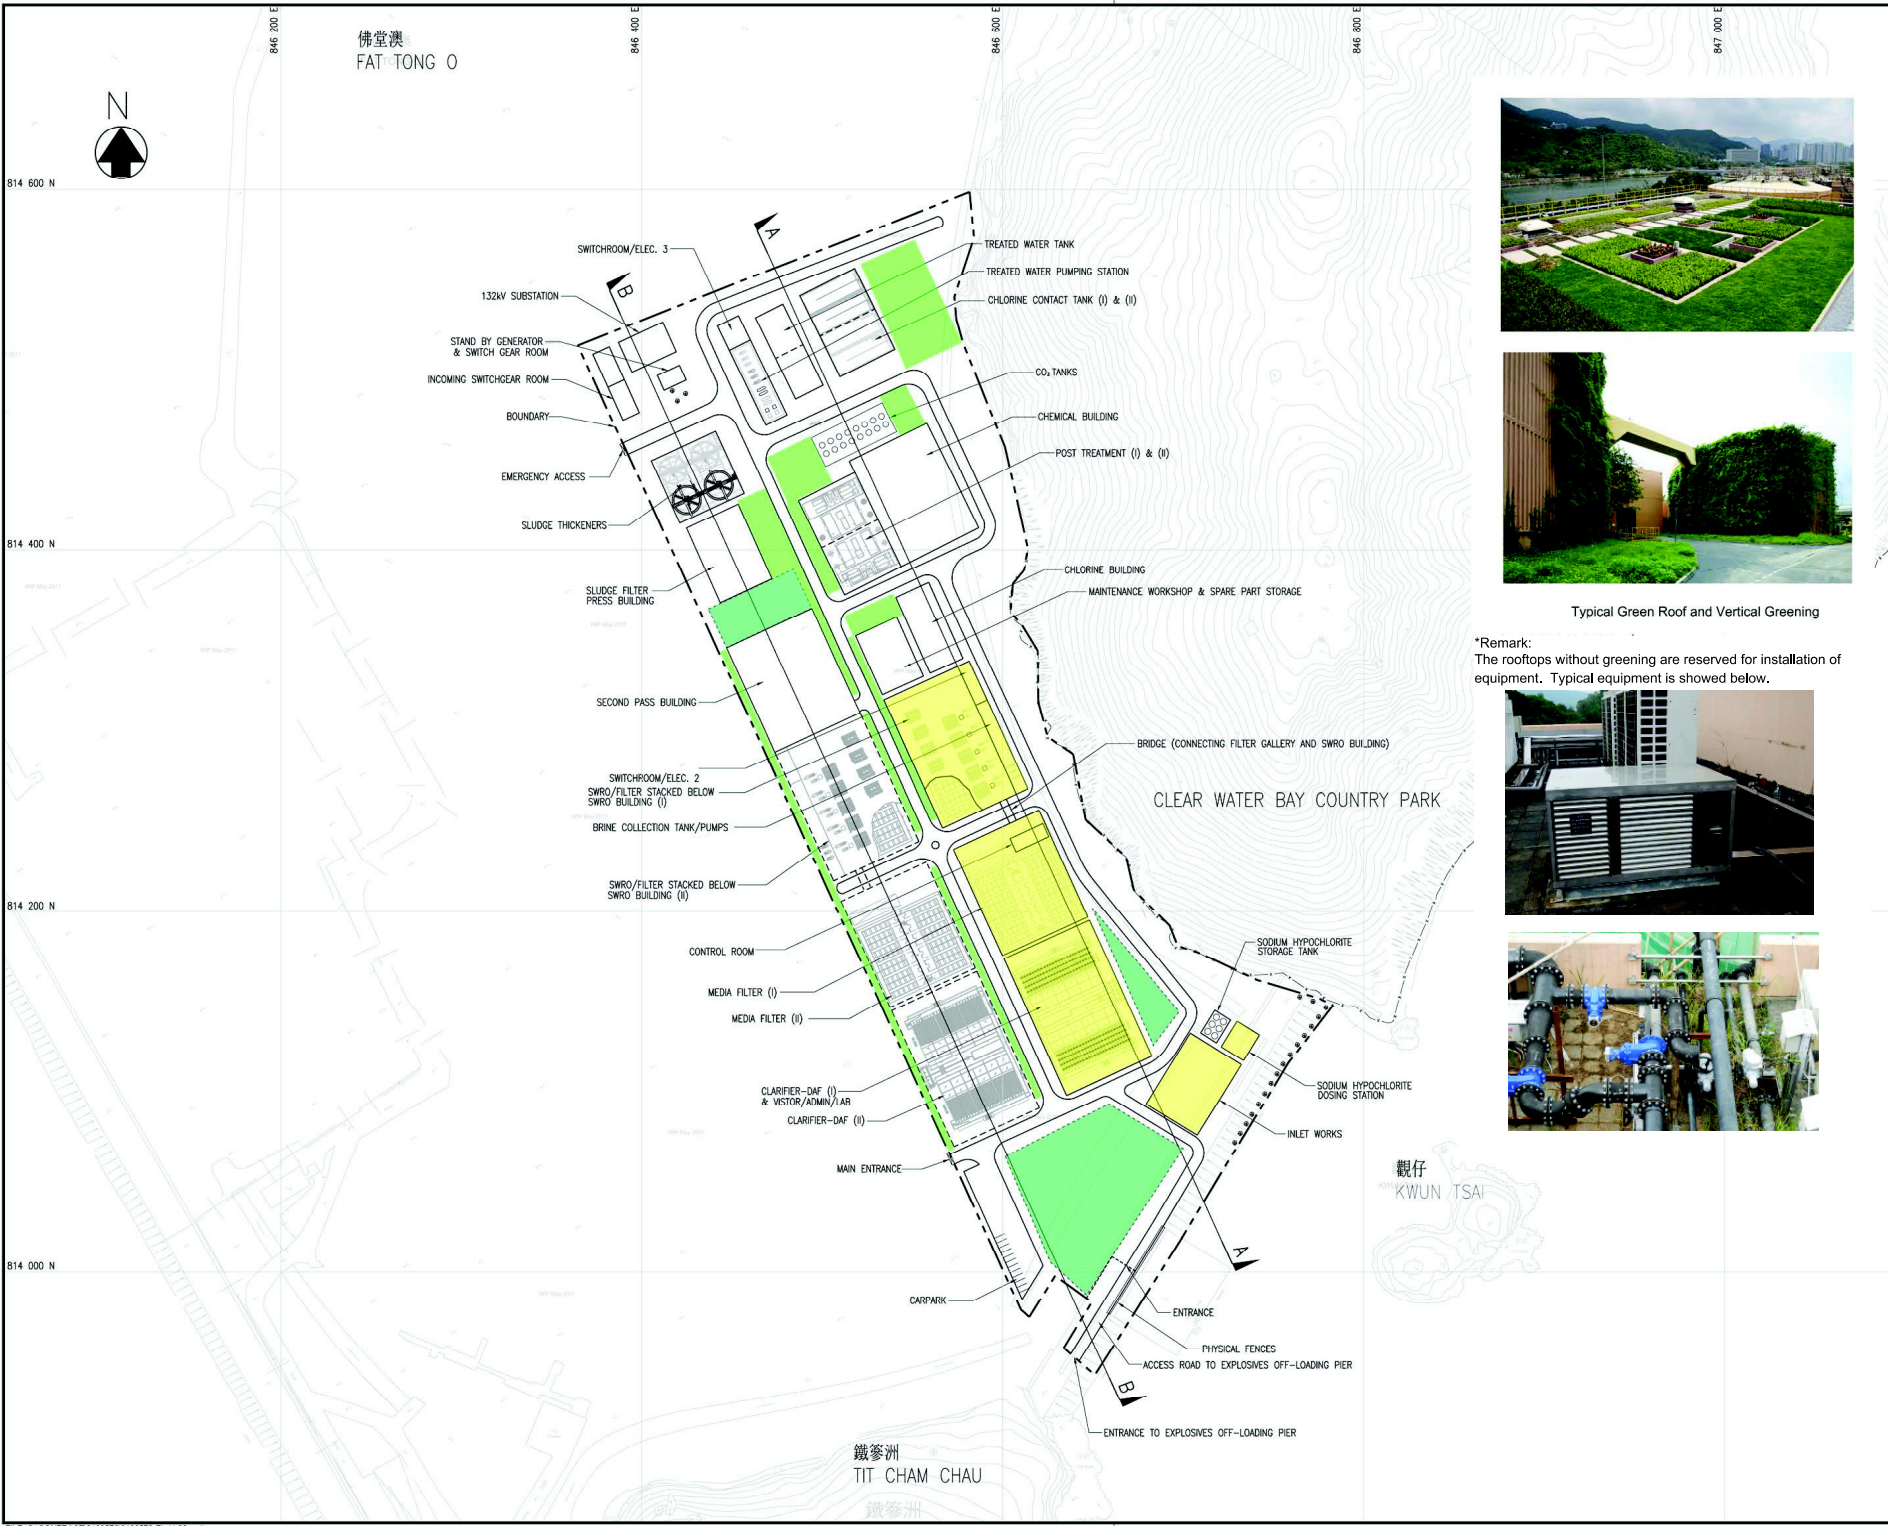 846 200 E
846 400 E
846 600 E
846 800 E
847 000 E
佛堂澳
FAT TONG O
N
814 600 N
814 400 N
814 200 N
814 000 N
A
B
SWITCHROOM/ELEC. 3
132kV SUBSTATION
STAND BY GENERATOR
& SWITCH GEAR ROOM
INCOMING SWITCHGEAR ROOM
BOUNDARY
EMERGENCY ACCESS
SLUDGE THICKENERS
SLUDGE FILTER
PRESS BUILDING
SECOND PASS BUILDING
SWITCHROOM/ELEC. 2
SWRO/FILTER STACKED BELOW
SWRO BUILDING (I)
BRINE COLLECTION TANK/PUMPS
SWRO/FILTER STACKED BELOW
SWRO BUILDING (II)
CONTROL ROOM
MEDIA FILTER (I)
MEDIA FILTER (II)
CLARIFIER-DAF (I)
& VISTOR/ADMIN/LAB
CLARIFIER-DAF (II)
MAIN ENTRANCE
CARPARK
TREATED WATER TANK
TREATED WATER PUMPING STATION
CHLORINE CONTACT TANK (I) & (II)
CO₂ TANKS
CHEMICAL BUILDING
POST TREATMENT (I) & (II)
CHLORINE BUILDING
MAINTENANCE WORKSHOP & SPARE PART STORAGE
BRIDGE (CONNECTING FILTER GALLERY AND SWRO BUILDING)
CLEAR WATER BAY COUNTRY PARK
SODIUM HYPOCHLORITE
STORAGE TANK
SODIUM HYPOCHLORITE
DOSING STATION
INLET WORKS
觀仔
KWUN TSAI
A
ENTRANCE
PHYSICAL FENCES
ACCESS ROAD TO EXPLOSIVES OFF-LOADING PIER
B
ENTRANCE TO EXPLOSIVES OFF-LOADING PIER
鐵篸洲
TIT CHAM CHAU
鐵篸洲
Typical Green Roof and Vertical Greening
*Remark:
The rooftops without greening are reserved for installation of
equipment. Typical equipment is showed below.